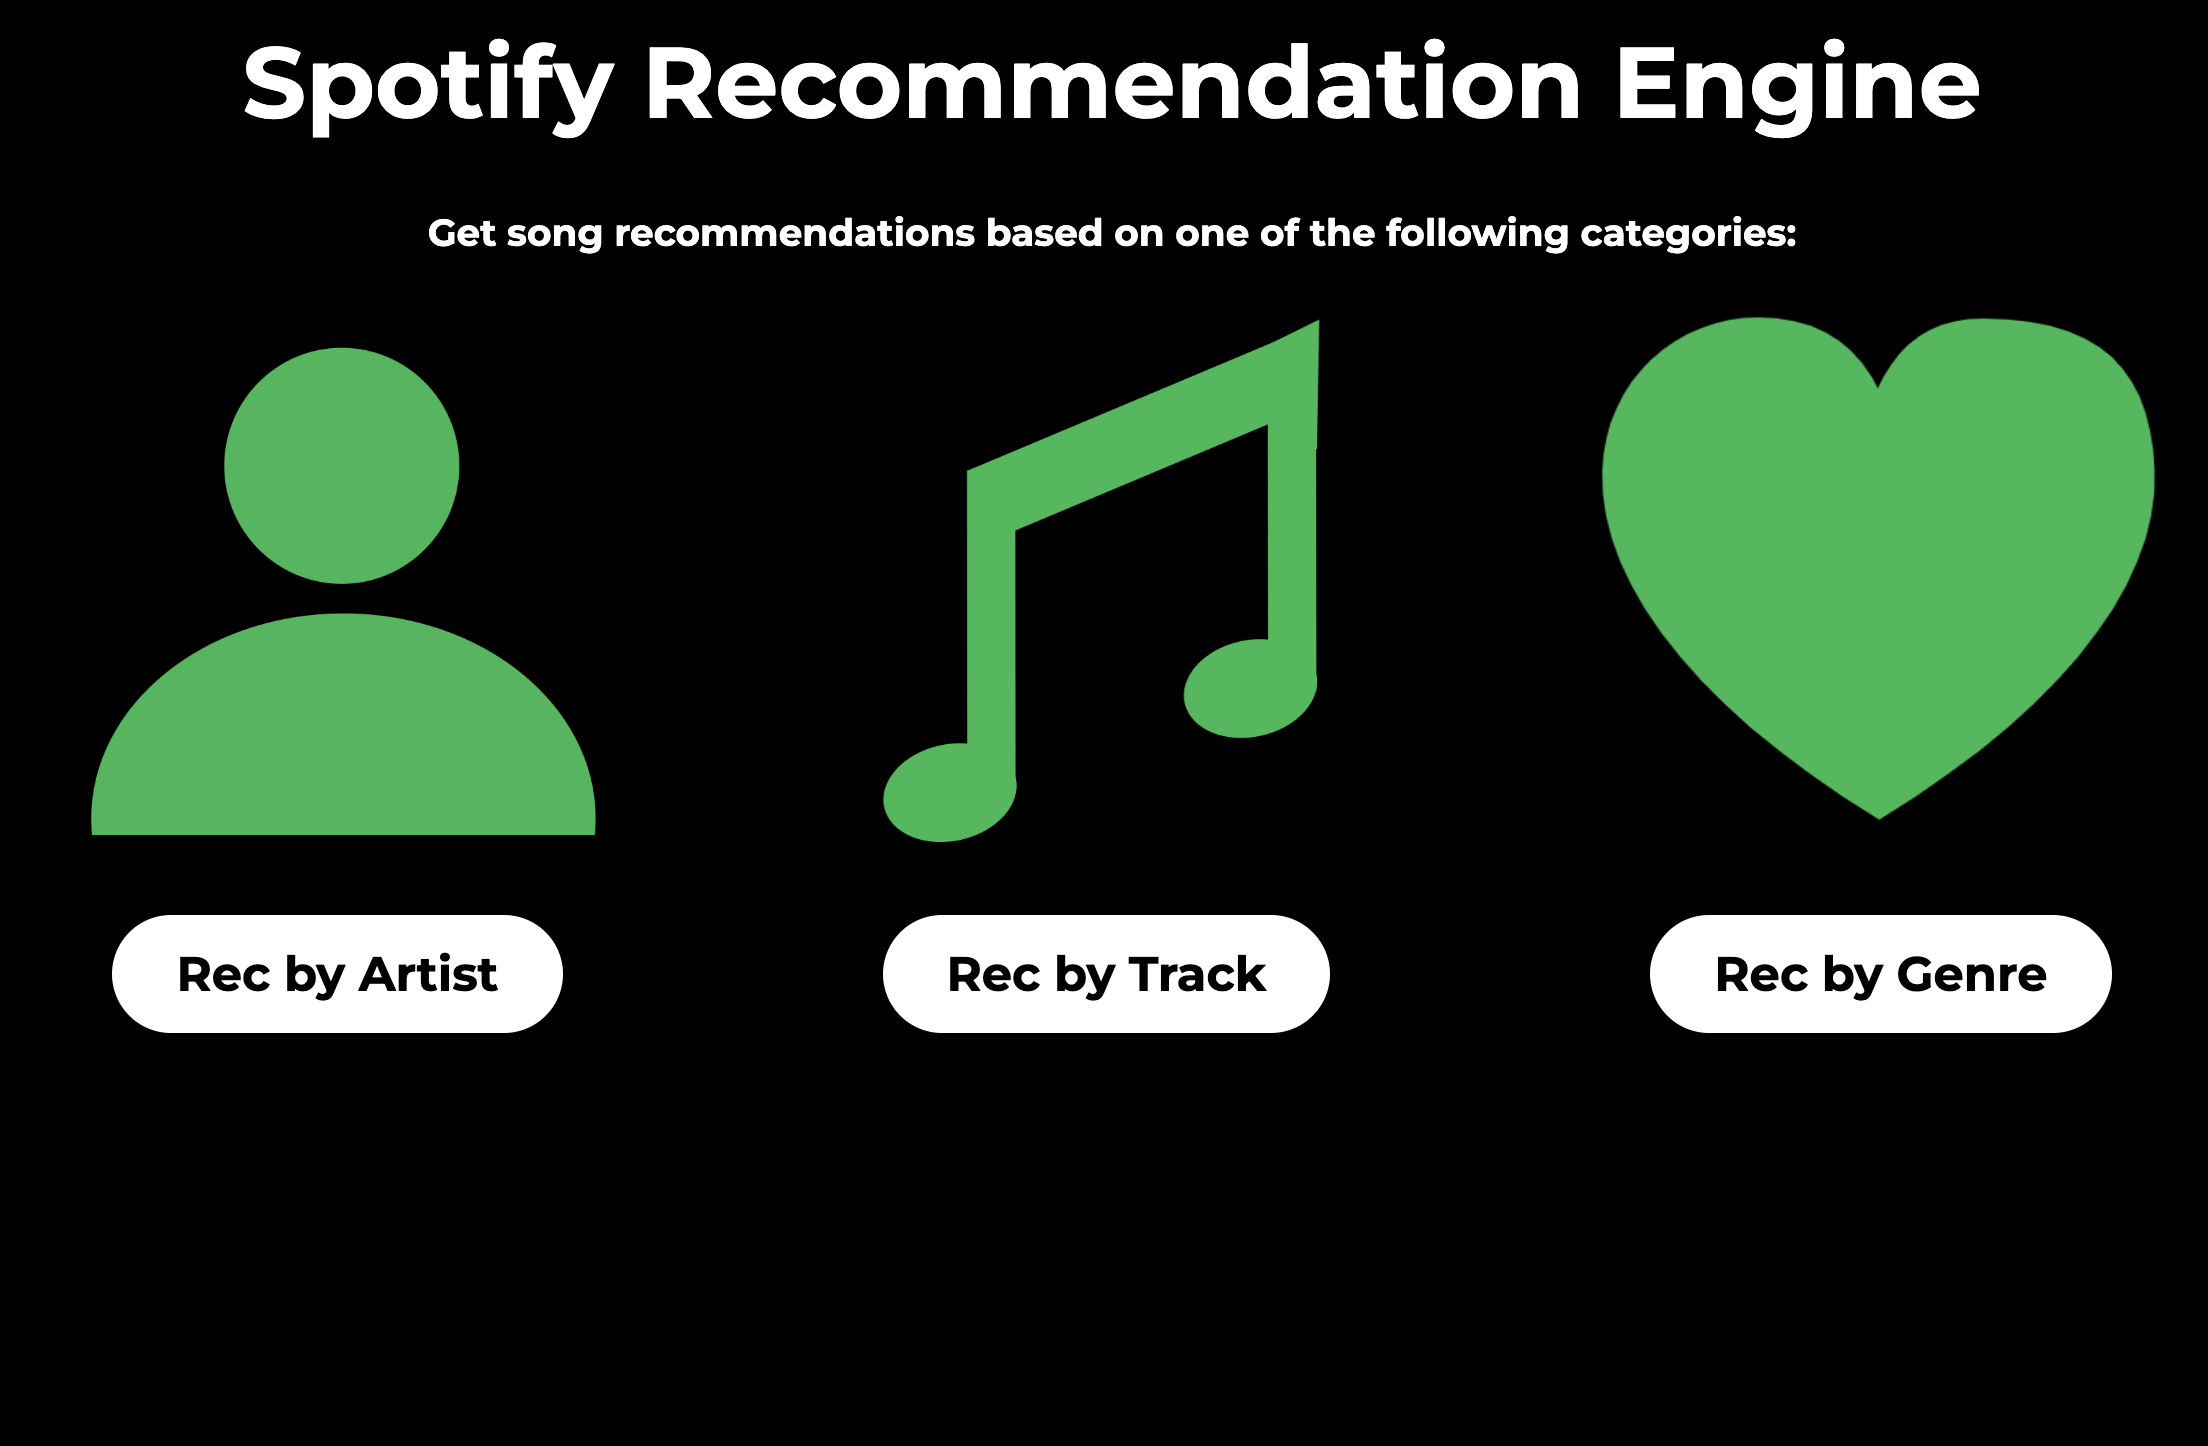 Spotify Recommendation Engine
Get song recommendations based on one of the following categories:
Rec by Artist
Rec by Track
Rec by Genre